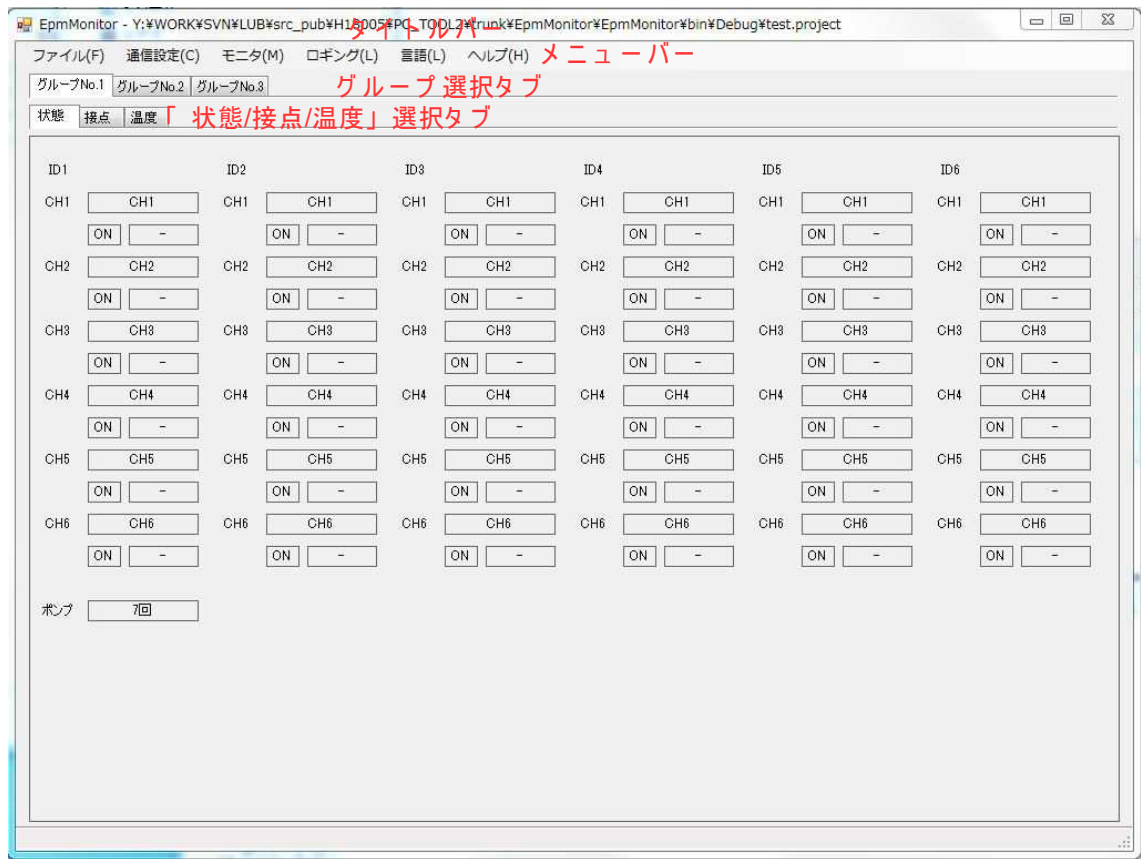 EpmMonitor - Y:¥WORK¥SVN¥LUB¥src_pub¥H15005¥PC_TOOL2¥trunk¥EpmMonitor¥EpmMonitor¥bin¥Debug¥test.project
タイトルバー
ファイル(F) 通信設定(C) モニタ(M) ロギング(L) 言語(L) ヘルプ(H) メニューバー
グループNo.1 グループNo.2 グループNo.3 グループ選択タブ
状態 接点 温度 「状態/接点/温度」選択タブ
ID1 ID2 ID3 ID4 ID5 ID6
CH1 CH1 CH1 CH1 CH1 CH1 CH1 CH1 CH1 CH1 CH1 CH1
ON - ON - ON - ON - ON - ON -
CH2 CH2 CH2 CH2 CH2 CH2 CH2 CH2 CH2 CH2 CH2 CH2
ON - ON - ON - ON - ON - ON -
CH3 CH3 CH3 CH3 CH3 CH3 CH3 CH3 CH3 CH3 CH3 CH3
ON - ON - ON - ON - ON - ON -
CH4 CH4 CH4 CH4 CH4 CH4 CH4 CH4 CH4 CH4 CH4 CH4
ON - ON - ON - ON - ON - ON -
CH5 CH5 CH5 CH5 CH5 CH5 CH5 CH5 CH5 CH5 CH5 CH5
ON - ON - ON - ON - ON - ON -
CH6 CH6 CH6 CH6 CH6 CH6 CH6 CH6 CH6 CH6 CH6 CH6
ON - ON - ON - ON - ON - ON -
ポンプ 7回